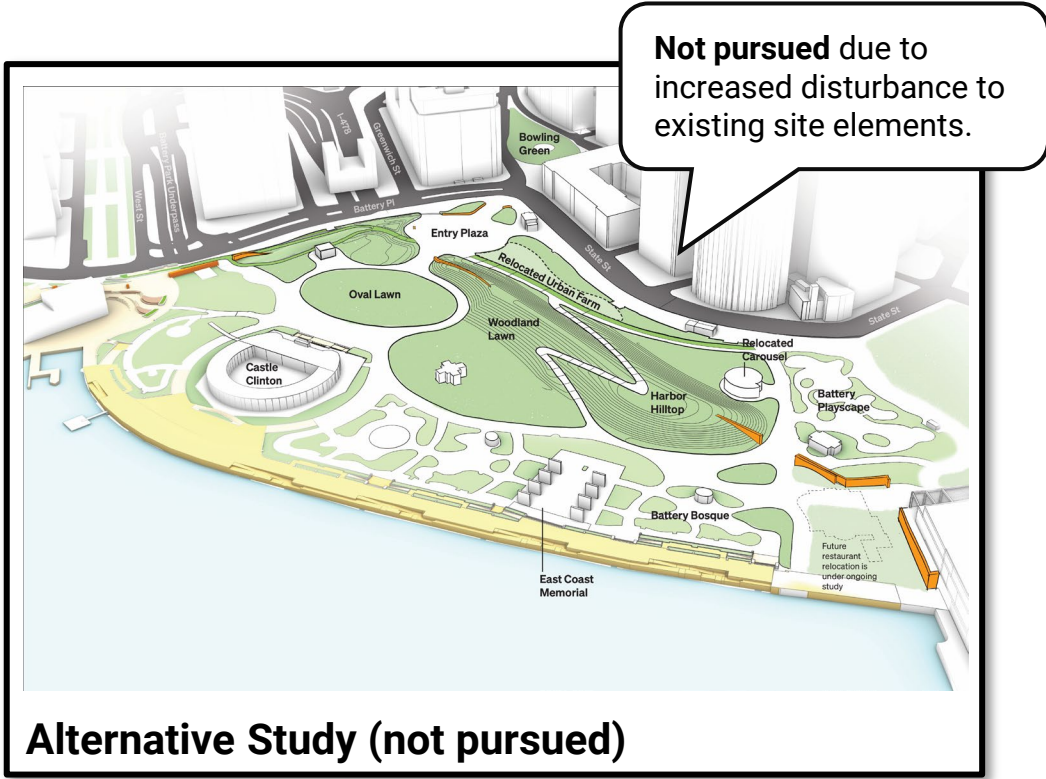 Not pursued due to
increased disturbance to
existing site elements.
I-478
Greenwich St
Bowling
Green
West St
Battery Park Underpass
Battery Pl
Entry Plaza
State St
Relocated Urban Farm
Oval Lawn
Woodland
Lawn
State St
Relocated
Carousel
Castle
Clinton
Harbor
Hilltop
Battery
Playscape
Battery Bosque
Future
restaurant
relocation is
under ongoing
study
East Coast
Memorial
Alternative Study (not pursued)